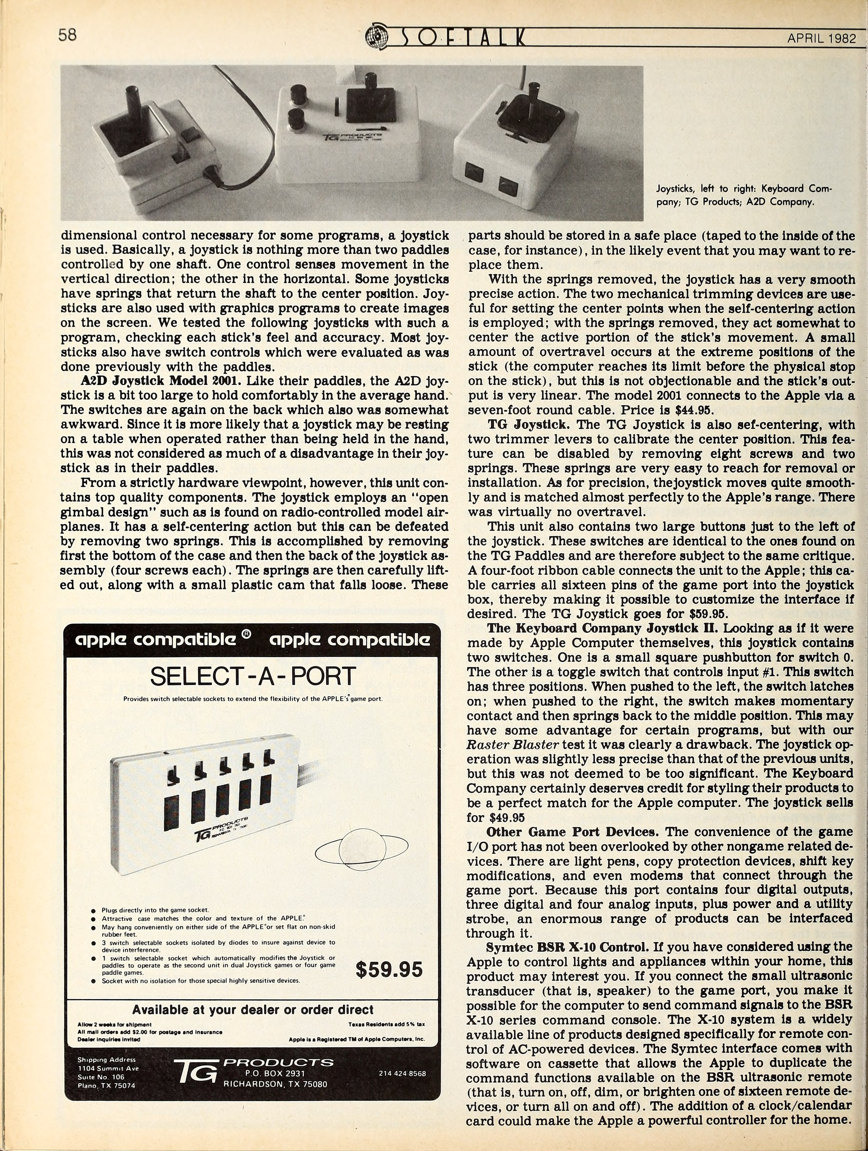 58
SOFTALK
APRIL 1982
Joysticks, left to right: Keyboard Com-
pany; TG Products; A2D Company.
dimensional control necessary for some programs, a joystick
is used. Basically, a joystick is nothing more than two paddles
controlled by one shaft. One control senses movement in the
vertical direction; the other in the horizontal. Some joysticks
have springs that return the shaft to the center position. Joy-
sticks are also used with graphics programs to create images
on the screen. We tested the following joysticks with such a
program, checking each stick's feel and accuracy. Most joy-
sticks also have switch controls which were evaluated as was
done previously with the paddles.
A2D Joystick Model 2001. Like their paddles, the A2D joy-
stick is a bit too large to hold comfortably in the average hand.
The switches are again on the back which also was somewhat
awkward. Since it is more likely that a joystick may be resting
on a table when operated rather than being held in the hand,
this was not considered as much of a disadvantage in their joy-
stick as in their paddles.
From a strictly hardware viewpoint, however, this unit con-
tains top quality components. The joystick employs an "open
gimbal design" such as is found on radio-controlled model air-
planes. It has a self-centering action but this can be defeated
by removing two springs. This is accomplished by removing
first the bottom of the case and then the back of the joystick as-
sembly (four screws each). The springs are then carefully lift-
ed out, along with a small plastic cam that falls loose. These
parts should be stored in a safe place (taped to the inside of the
case, for instance), in the likely event that you may want to re-
place them.
With the springs removed, the joystick has a very smooth
precise action. The two mechanical trimming devices are use-
ful for setting the center points when the self-centering action
is employed; with the springs removed, they act somewhat to
center the active portion of the stick's movement. A small
amount of overtravel occurs at the extreme positions of the
stick (the computer reaches its limit before the physical stop
on the stick), but this is not objectionable and the stick's out-
put is very linear. The model 2001 connects to the Apple via a
seven-foot round cable. Price is $44.95.
TG Joystick. The TG Joystick is also sef-centering, with
two trimmer levers to calibrate the center position. This fea-
ture can be disabled by removing eight screws and two
springs. These springs are very easy to reach for removal or
installation. As for precision, thejoystick moves quite smooth-
ly and is matched almost perfectly to the Apple's range. There
was virtually no overtravel.
This unit also contains two large buttons just to the left of
the joystick. These switches are identical to the ones found on
the TG Paddles and are therefore subject to the same critique.
A four-foot ribbon cable connects the unit to the Apple; this ca-
ble carries all sixteen pins of the game port into the joystick
box, thereby making it possible to customize the interface if
desired. The TG Joystick goes for $59.95.
The Keyboard Company Joystick II. Looking as if it were
made by Apple Computer themselves, this joystick contains
two switches. One is a small square pushbutton for switch 0.
The other is a toggle switch that controls input #1. This switch
has three positions. When pushed to the left, the switch latches
on; when pushed to the right, the switch makes momentary
contact and then springs back to the middle position. This may
have some advantage for certain programs, but with our
Raster Blaster test it was clearly a drawback. The joystick op-
eration was slightly less precise than that of the previous units,
but this was not deemed to be too significant. The Keyboard
Company certainly deserves credit for styling their products to
be a perfect match for the Apple computer. The joystick sells
for $49.95
Other Game Port Devices. The convenience of the game
I/O port has not been overlooked by other nongame related de-
vices. There are light pens, copy protection devices, shift key
modifications, and even modems that connect through the
game port. Because this port contains four digital outputs,
three digital and four analog inputs, plus power and a utility
strobe, an enormous range of products can be interfaced
through it.
Symtec BSR X-10 Control. If you have considered using the
Apple to control lights and appliances within your home, this
product may interest you. If you connect the small ultrasonic
transducer (that is, speaker) to the game port, you make it
possible for the computer to send command signals to the BSR
X-10 series command console. The X-10 system is a widely
available line of products designed specifically for remote con-
trol of AC-powered devices. The Symtec interface comes with
software on cassette that allows the Apple to duplicate the
command functions available on the BSR ultrasonic remote
(that is, turn on, off, dim, or brighten one of sixteen remote de-
vices, or turn all on and off). The addition of a clock/calendar
card could make the Apple a powerful controller for the home.
apple compatible ® apple compatible
SELECT-A-PORT
Provides switch selectable sockets to extend the flexibility of the APPLE's game port.
TG PRODUCTS
● Plugs directly into the game socket.
● Attractive case matches the color and texture of the APPLE.
● May hang conveniently on either side of the APPLE or set flat on non-skid
rubber feet.
● 3 switch selectable sockets isolated by diodes to insure against device to
device interference.
● 1 switch selectable socket which automatically modifies the Joystick or
paddles to operate as the second unit in dual Joystick games or four game
paddle games.
● Socket with no isolation for those special highly sensitive devices.
$59.95
Available at your dealer or order direct
Allow 2 weeks for shipment
All mail orders add $2.00 for postage and insurance
Dealer Inquiries Invited
Texas Residents add 5% tax
Apple is a Registered TM of Apple Computers, Inc.
Shipping Address
1104 Summit Ave
Suite No. 106
Plano, TX 75074
TG PRODUCTS
P.O. BOX 2931
RICHARDSON, TX 75080
214 424 8568